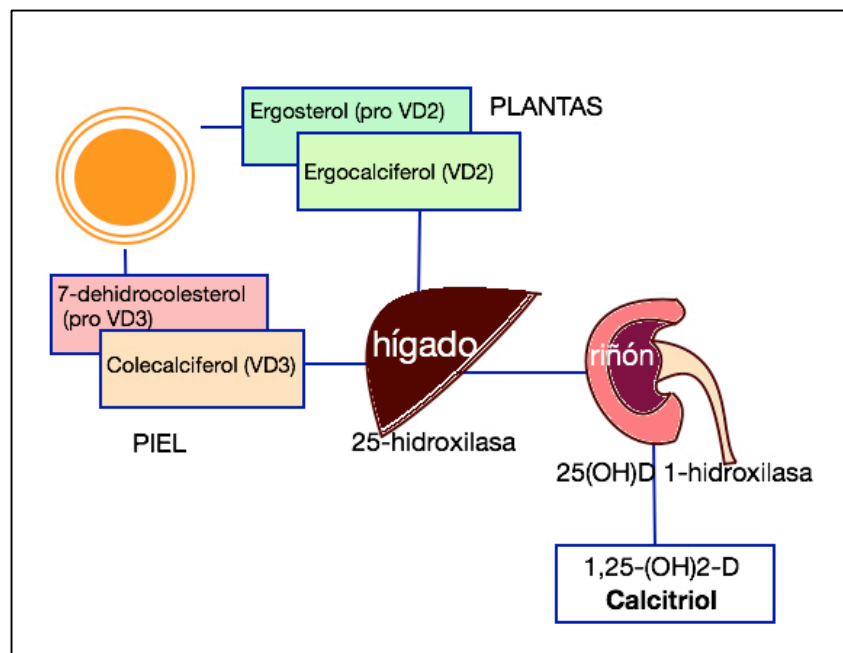 Ergosterol (pro VD2)
PLANTAS
Ergocalciferol (VD2)
7-dehidrocolesterol
(pro VD3)
Colecalciferol (VD3)
PIEL
hígado
25-hidroxilasa
riñón
25(OH)D 1-hidroxilasa
1,25-(OH)2-D
Calcitriol